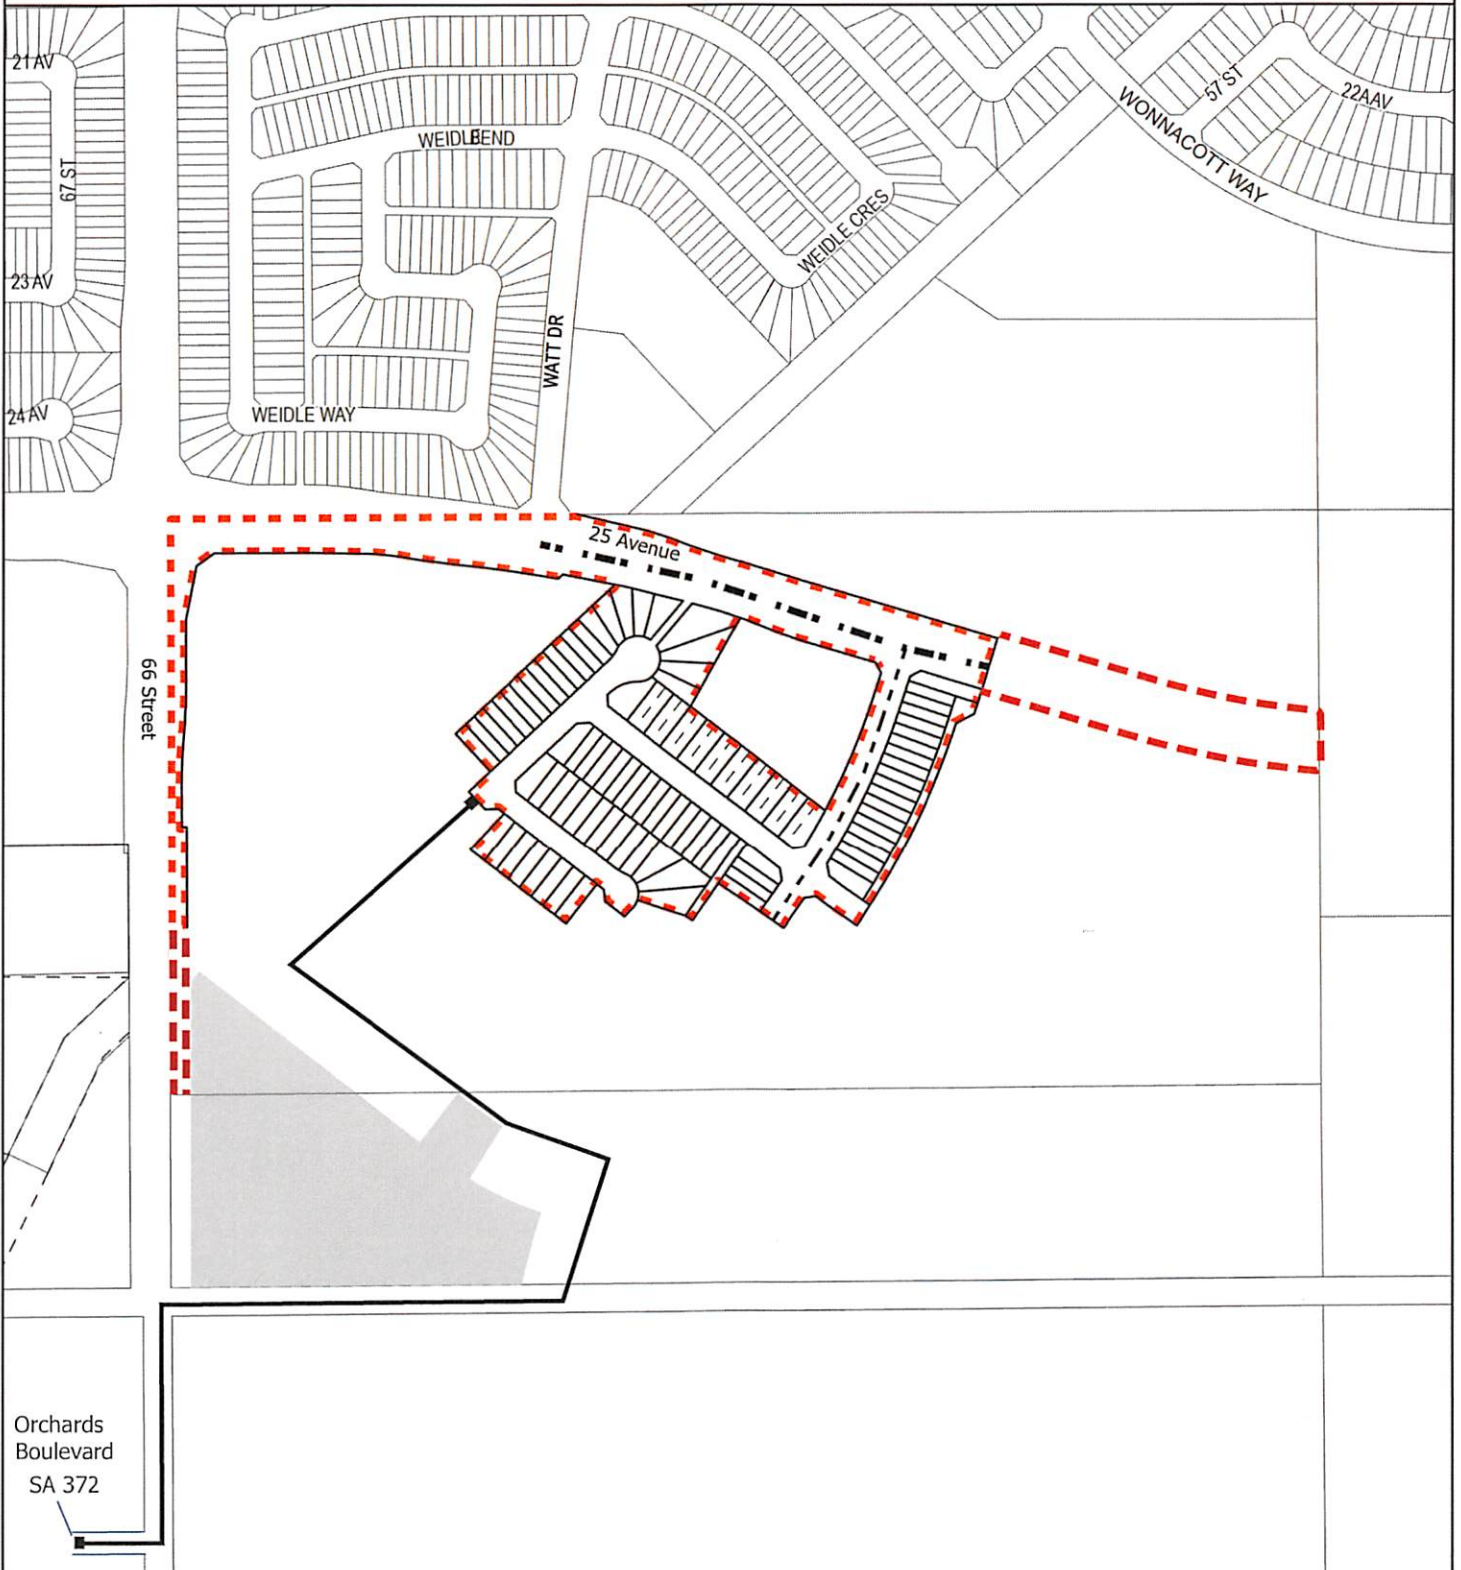 21 AV
67 ST
23 AV
24 AV
WEIDLE BEND
WEIDLE WAY
WATT DR
WEIDLE CRES
WONNACOTT WAY
57 ST
22A AV
25 Avenue
66 Street
Orchards
Boulevard
SA 372